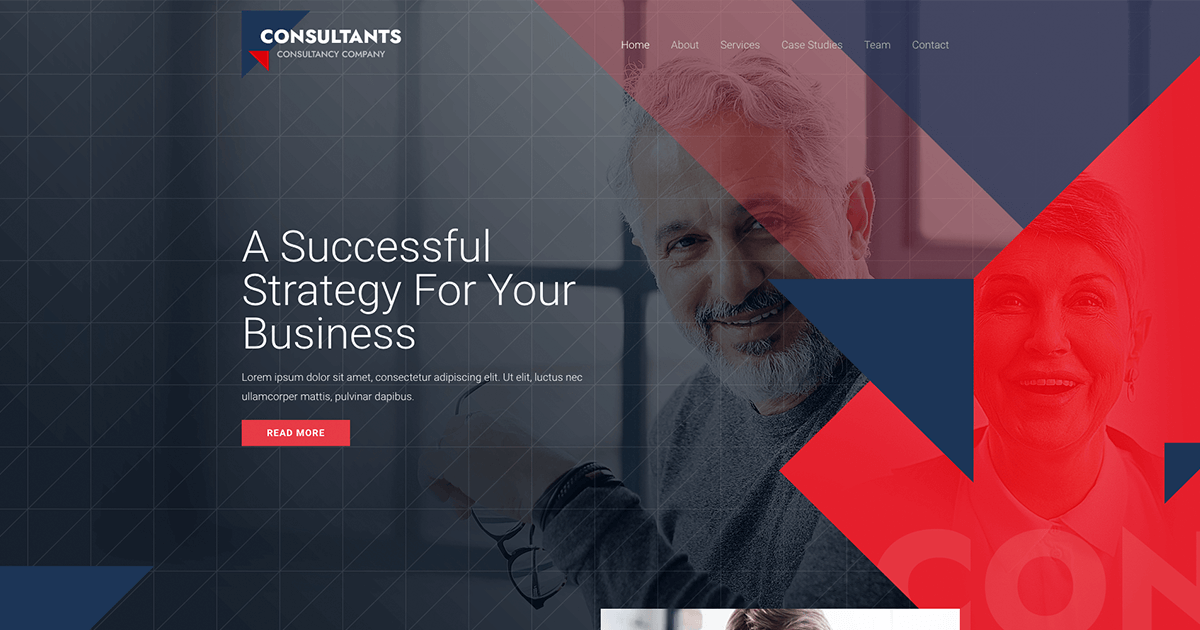 CONSULTANTS
CONSULTANCY COMPANY
Home About Services Case Studies Team Contact
A Successful
Strategy For Your
Business
Lorem ipsum dolor sit amet, consectetur adipiscing elit. Ut elit, luctus nec
ullamcorper mattis, pulvinar dapibus.
READ MORE
CON